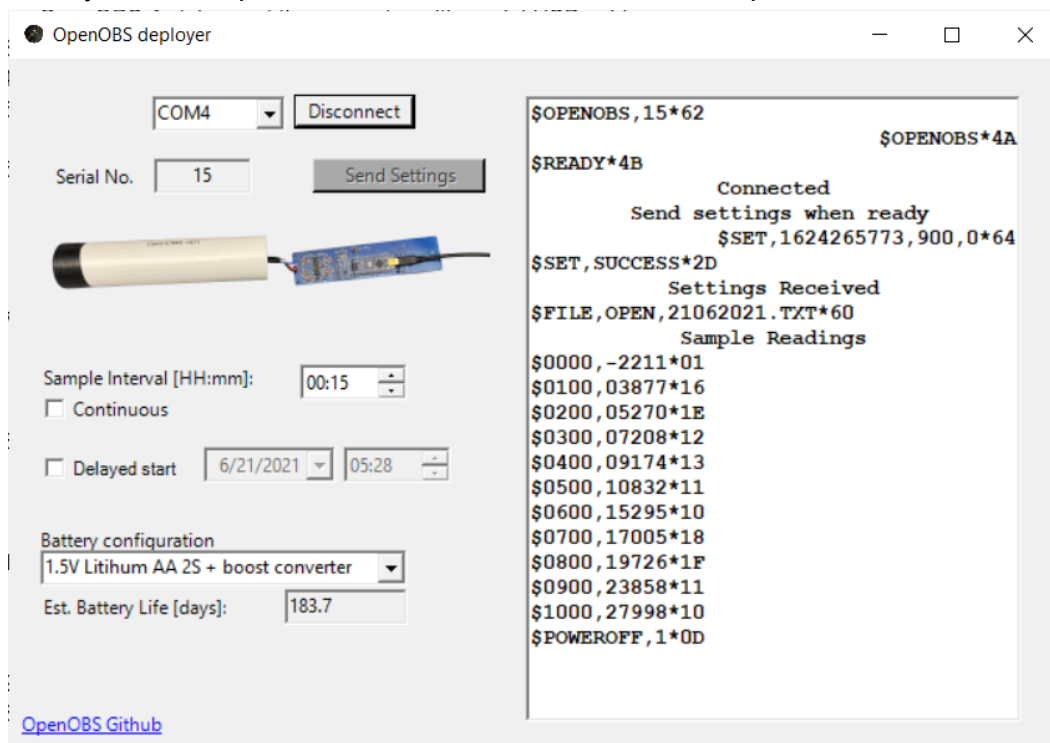 OpenOBS deployer
COM4
Disconnect
Serial No.
15
Send Settings
Sample Interval [HH:mm]:
00:15
Continuous
Delayed start
6/21/2021
05:28
Battery configuration
1.5V Litihum AA 2S + boost converter
Est. Battery Life [days]:
183.7
OpenOBS Github
$OPENOBS,15*62
$OPENOBS*4A
$READY*4B
Connected
Send settings when ready
$SET,1624265773,900,0*64
$SET,SUCCESS*2D
Settings Received
$FILE,OPEN,21062021.TXT*60
Sample Readings
$0000,-2211*01
$0100,03877*16
$0200,05270*1E
$0300,07208*12
$0400,09174*13
$0500,10832*11
$0600,15295*10
$0700,17005*18
$0800,19726*1F
$0900,23858*11
$1000,27998*10
$POWEROFF,1*0D